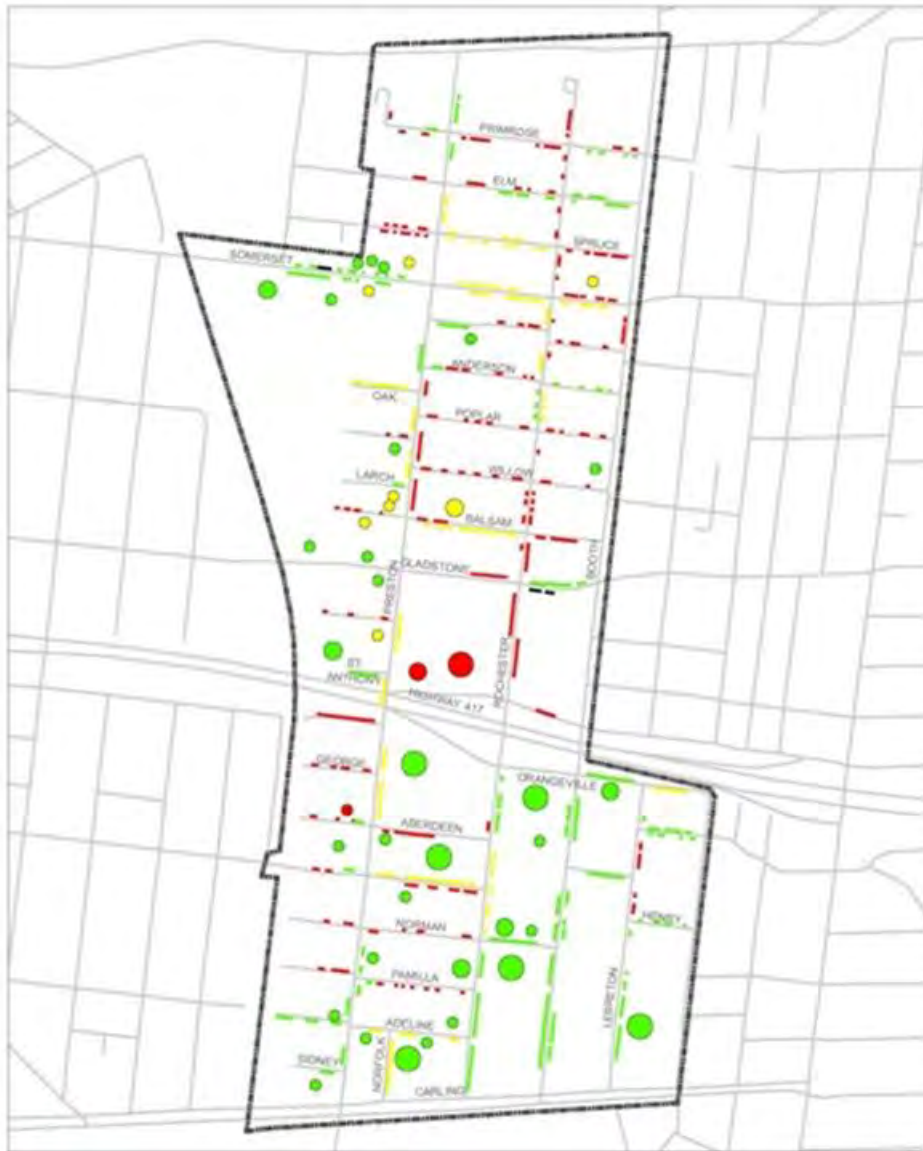 PRIMROSE
ELM
SPRUCE
SOMERSET
ANDERSON
OAK
POPLAR
WILLOW
LARCH
BALSAM
BOOTH
GLADSTONE
PRESTON
ROCHESTER
ST.
ANTHONY
HIGHWAY 417
GEORGE
ORANGEVILLE
ABERDEEN
HENEY
NORMAN
PAMILLA
LEBRETON
ADELINE
SIDNEY
NORFOLK
CARLING